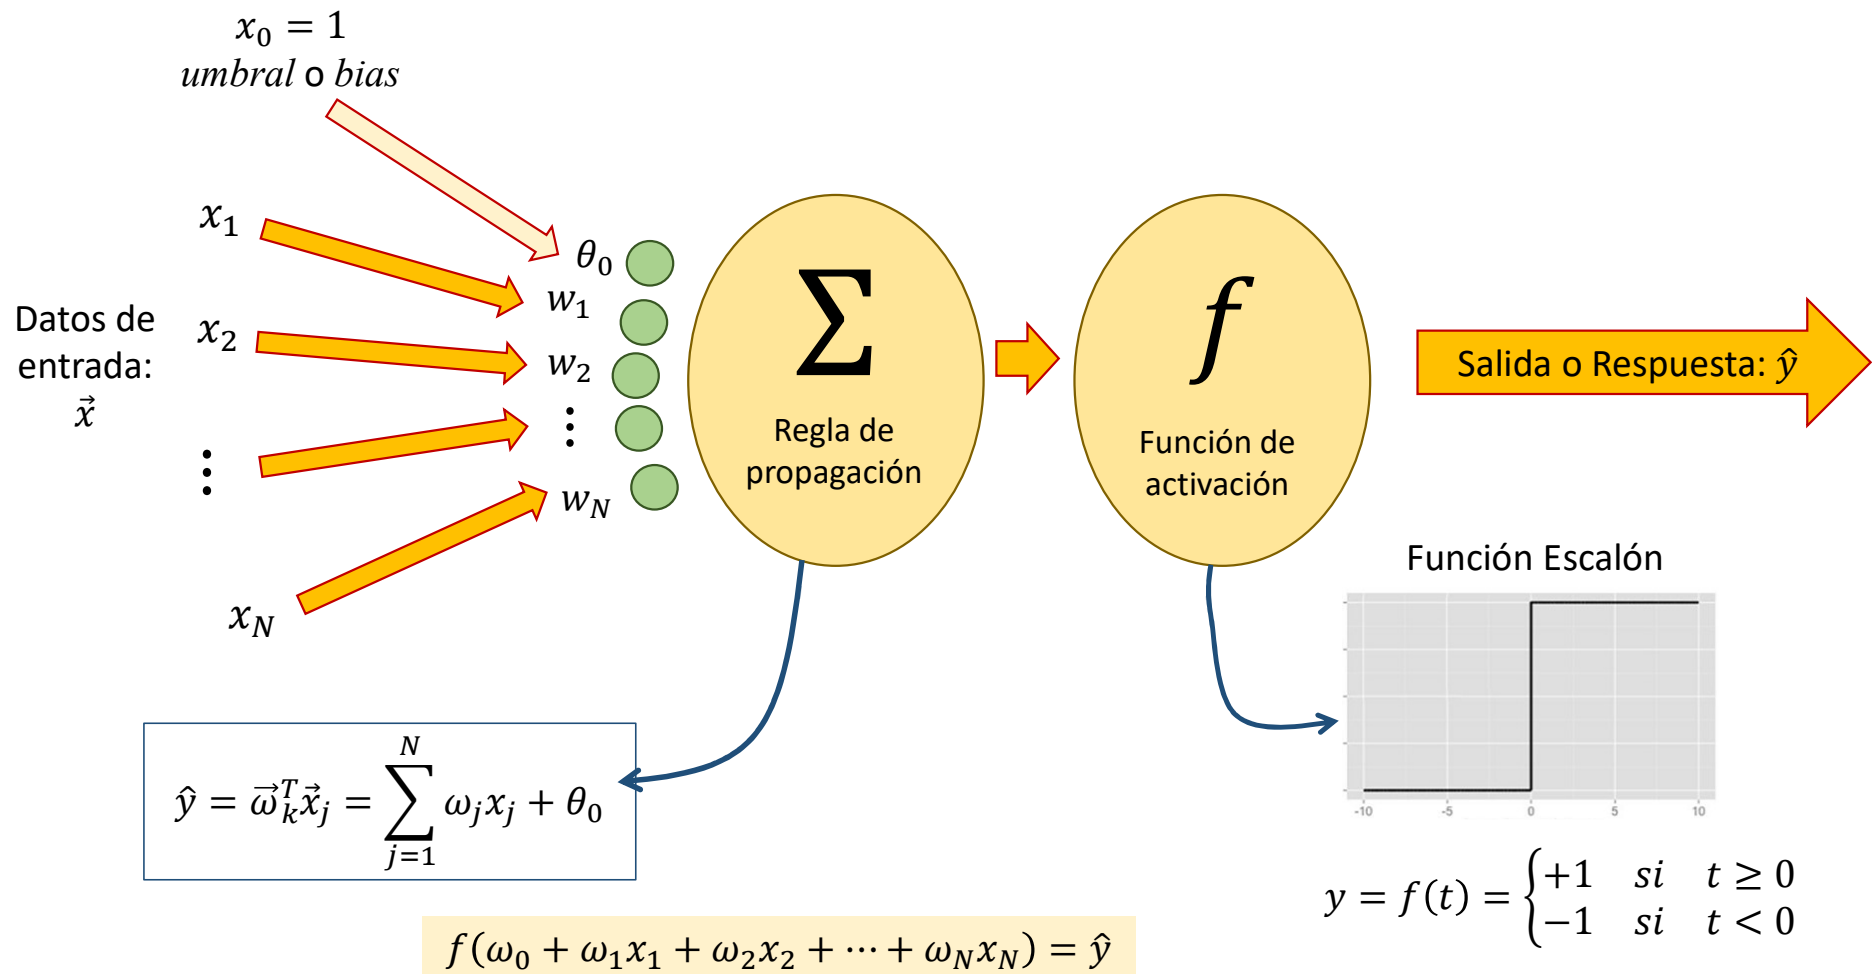 x₀ = 1
umbral o bias
x₁
x₂
⋮
x_N
Datos de
entrada:
x⃗
θ₀
w₁
w₂
⋮
w_N
Σ
Regla de
propagación
f
Función de
activación
Salida o Respuesta: ŷ
Función Escalón
-10 -5 0 5 10
ŷ = ω⃗ₖᵀx⃗ⱼ = ∑_{j=1}^{N} ωⱼxⱼ + θ₀
y = f(t) = { +1 si t ≥ 0
−1 si t < 0
f(ω₀ + ω₁x₁ + ω₂x₂ + ⋯ + ω_N x_N) = ŷ